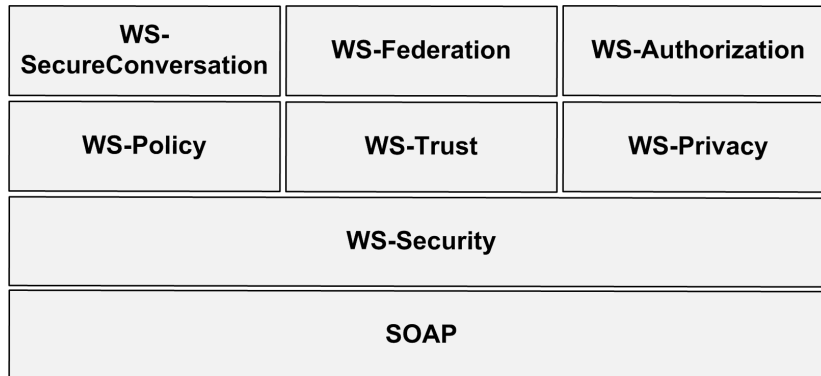 WS-
SecureConversation
WS-Federation
WS-Authorization
WS-Policy
WS-Trust
WS-Privacy
WS-Security
SOAP